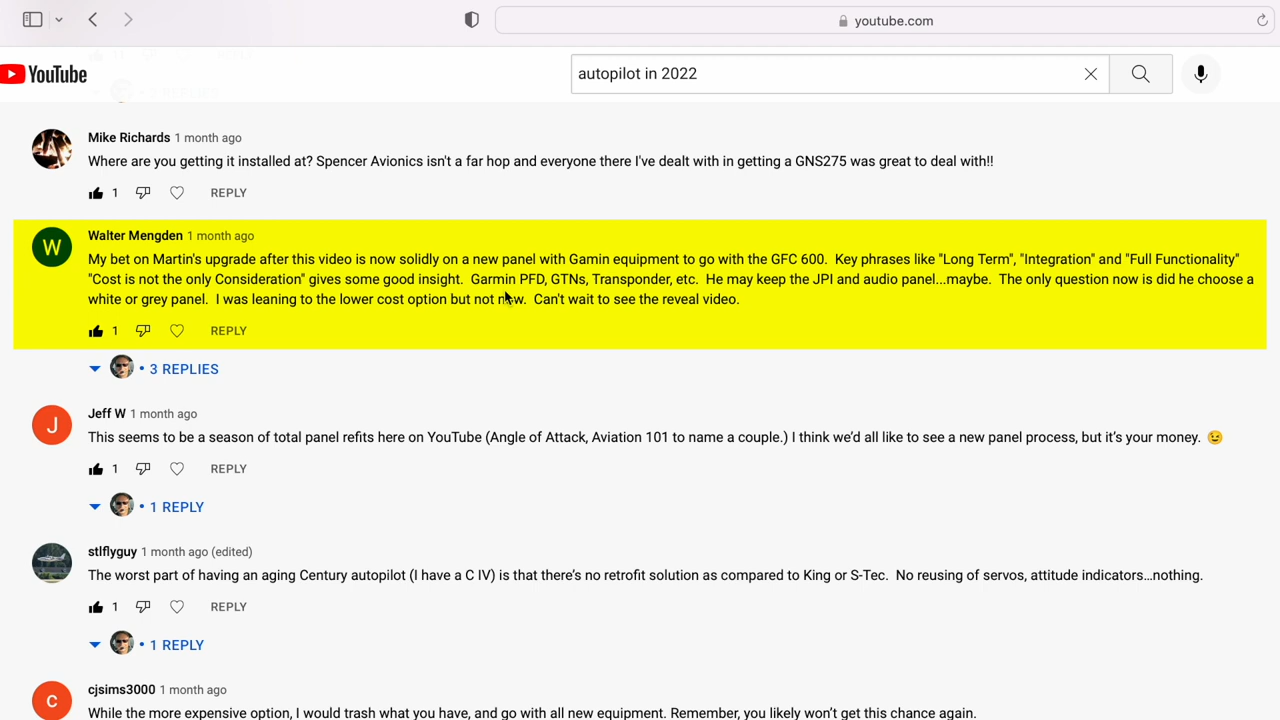 youtube.com
YouTube
autopilot in 2022
Mike Richards 1 month ago
Where are you getting it installed at? Spencer Avionics isn't a far hop and everyone there I've dealt with in getting a GNS275 was great to deal with!!
1 REPLY
W
Walter Mengden 1 month ago
My bet on Martin's upgrade after this video is now solidly on a new panel with Gamin equipment to go with the GFC 600.  Key phrases like "Long Term", "Integration" and "Full Functionality"
"Cost is not the only Consideration" gives some good insight.  Garmin PFD, GTNs, Transponder, etc.  He may keep the JPI and audio panel...maybe.  The only question now is did he choose a
white or grey panel.  I was leaning to the lower cost option but not now.  Can't wait to see the reveal video.
1 REPLY
• 3 REPLIES
J
Jeff W 1 month ago
This seems to be a season of total panel refits here on YouTube (Angle of Attack, Aviation 101 to name a couple.) I think we'd all like to see a new panel process, but it's your money. 😉
1 REPLY
• 1 REPLY
stlflyguy 1 month ago (edited)
The worst part of having an aging Century autopilot (I have a C IV) is that there's no retrofit solution as compared to King or S-Tec.  No reusing of servos, attitude indicators…nothing.
1 REPLY
• 1 REPLY
C
cjsims3000 1 month ago
While the more expensive option, I would trash what you have, and go with all new equipment. Remember, you likely won't get this chance again.